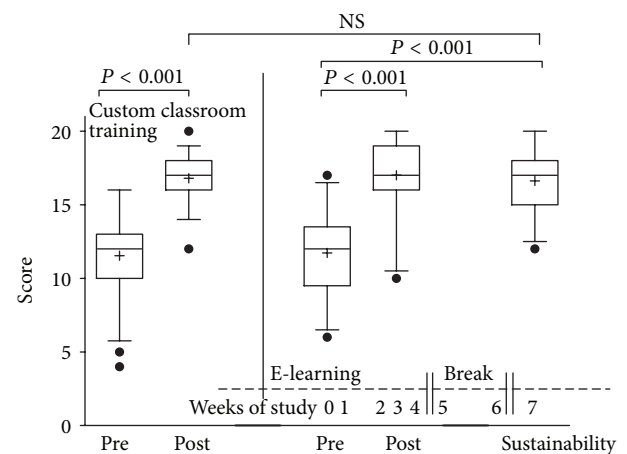 NS
P < 0.001
P < 0.001 P < 0.001
Custom classroom
training
20
15
10
5
0
Score
E-learning Break
Weeks of study 0 1 2 3 4 5 6 7
Pre Post Pre Post Sustainability